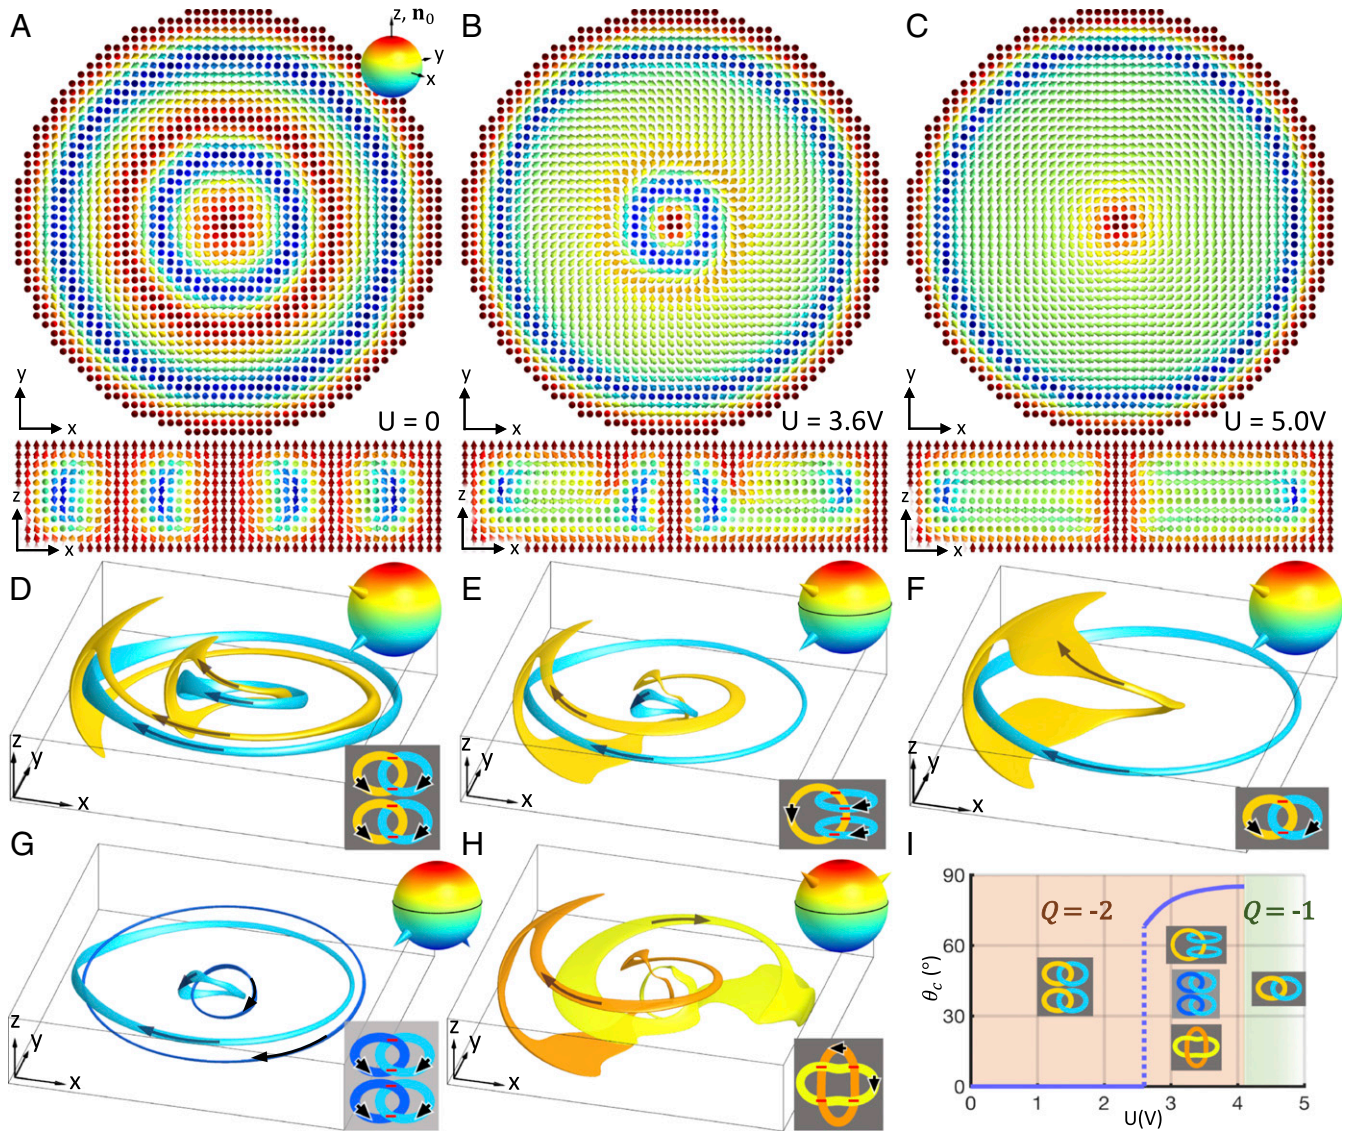 A
z, n₀
y
x
y
x
U = 0
z
x
B
y
x
U = 3.6V
z
x
C
y
x
U = 5.0V
z
x
D
z
y
x
E
z
y
x
F
z
y
x
G
z
y
x
H
z
y
x
I
90
60
30
0
θc (°)
Q = -2
Q = -1
0
1
2
3
4
5
U(V)